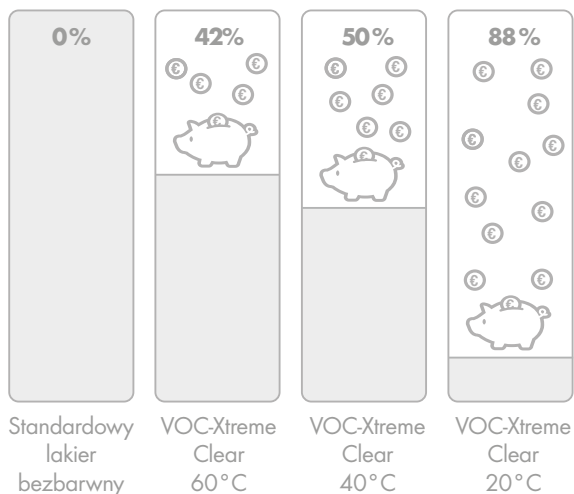 0%
42%
50%
88%
€ € € €
€ € € € € €
€ € € € € € € € € € €
€ € €
Standardowy
lakier
bezbarwny
VOC-Xtreme
Clear
60°C
VOC-Xtreme
Clear
40°C
VOC-Xtreme
Clear
20°C